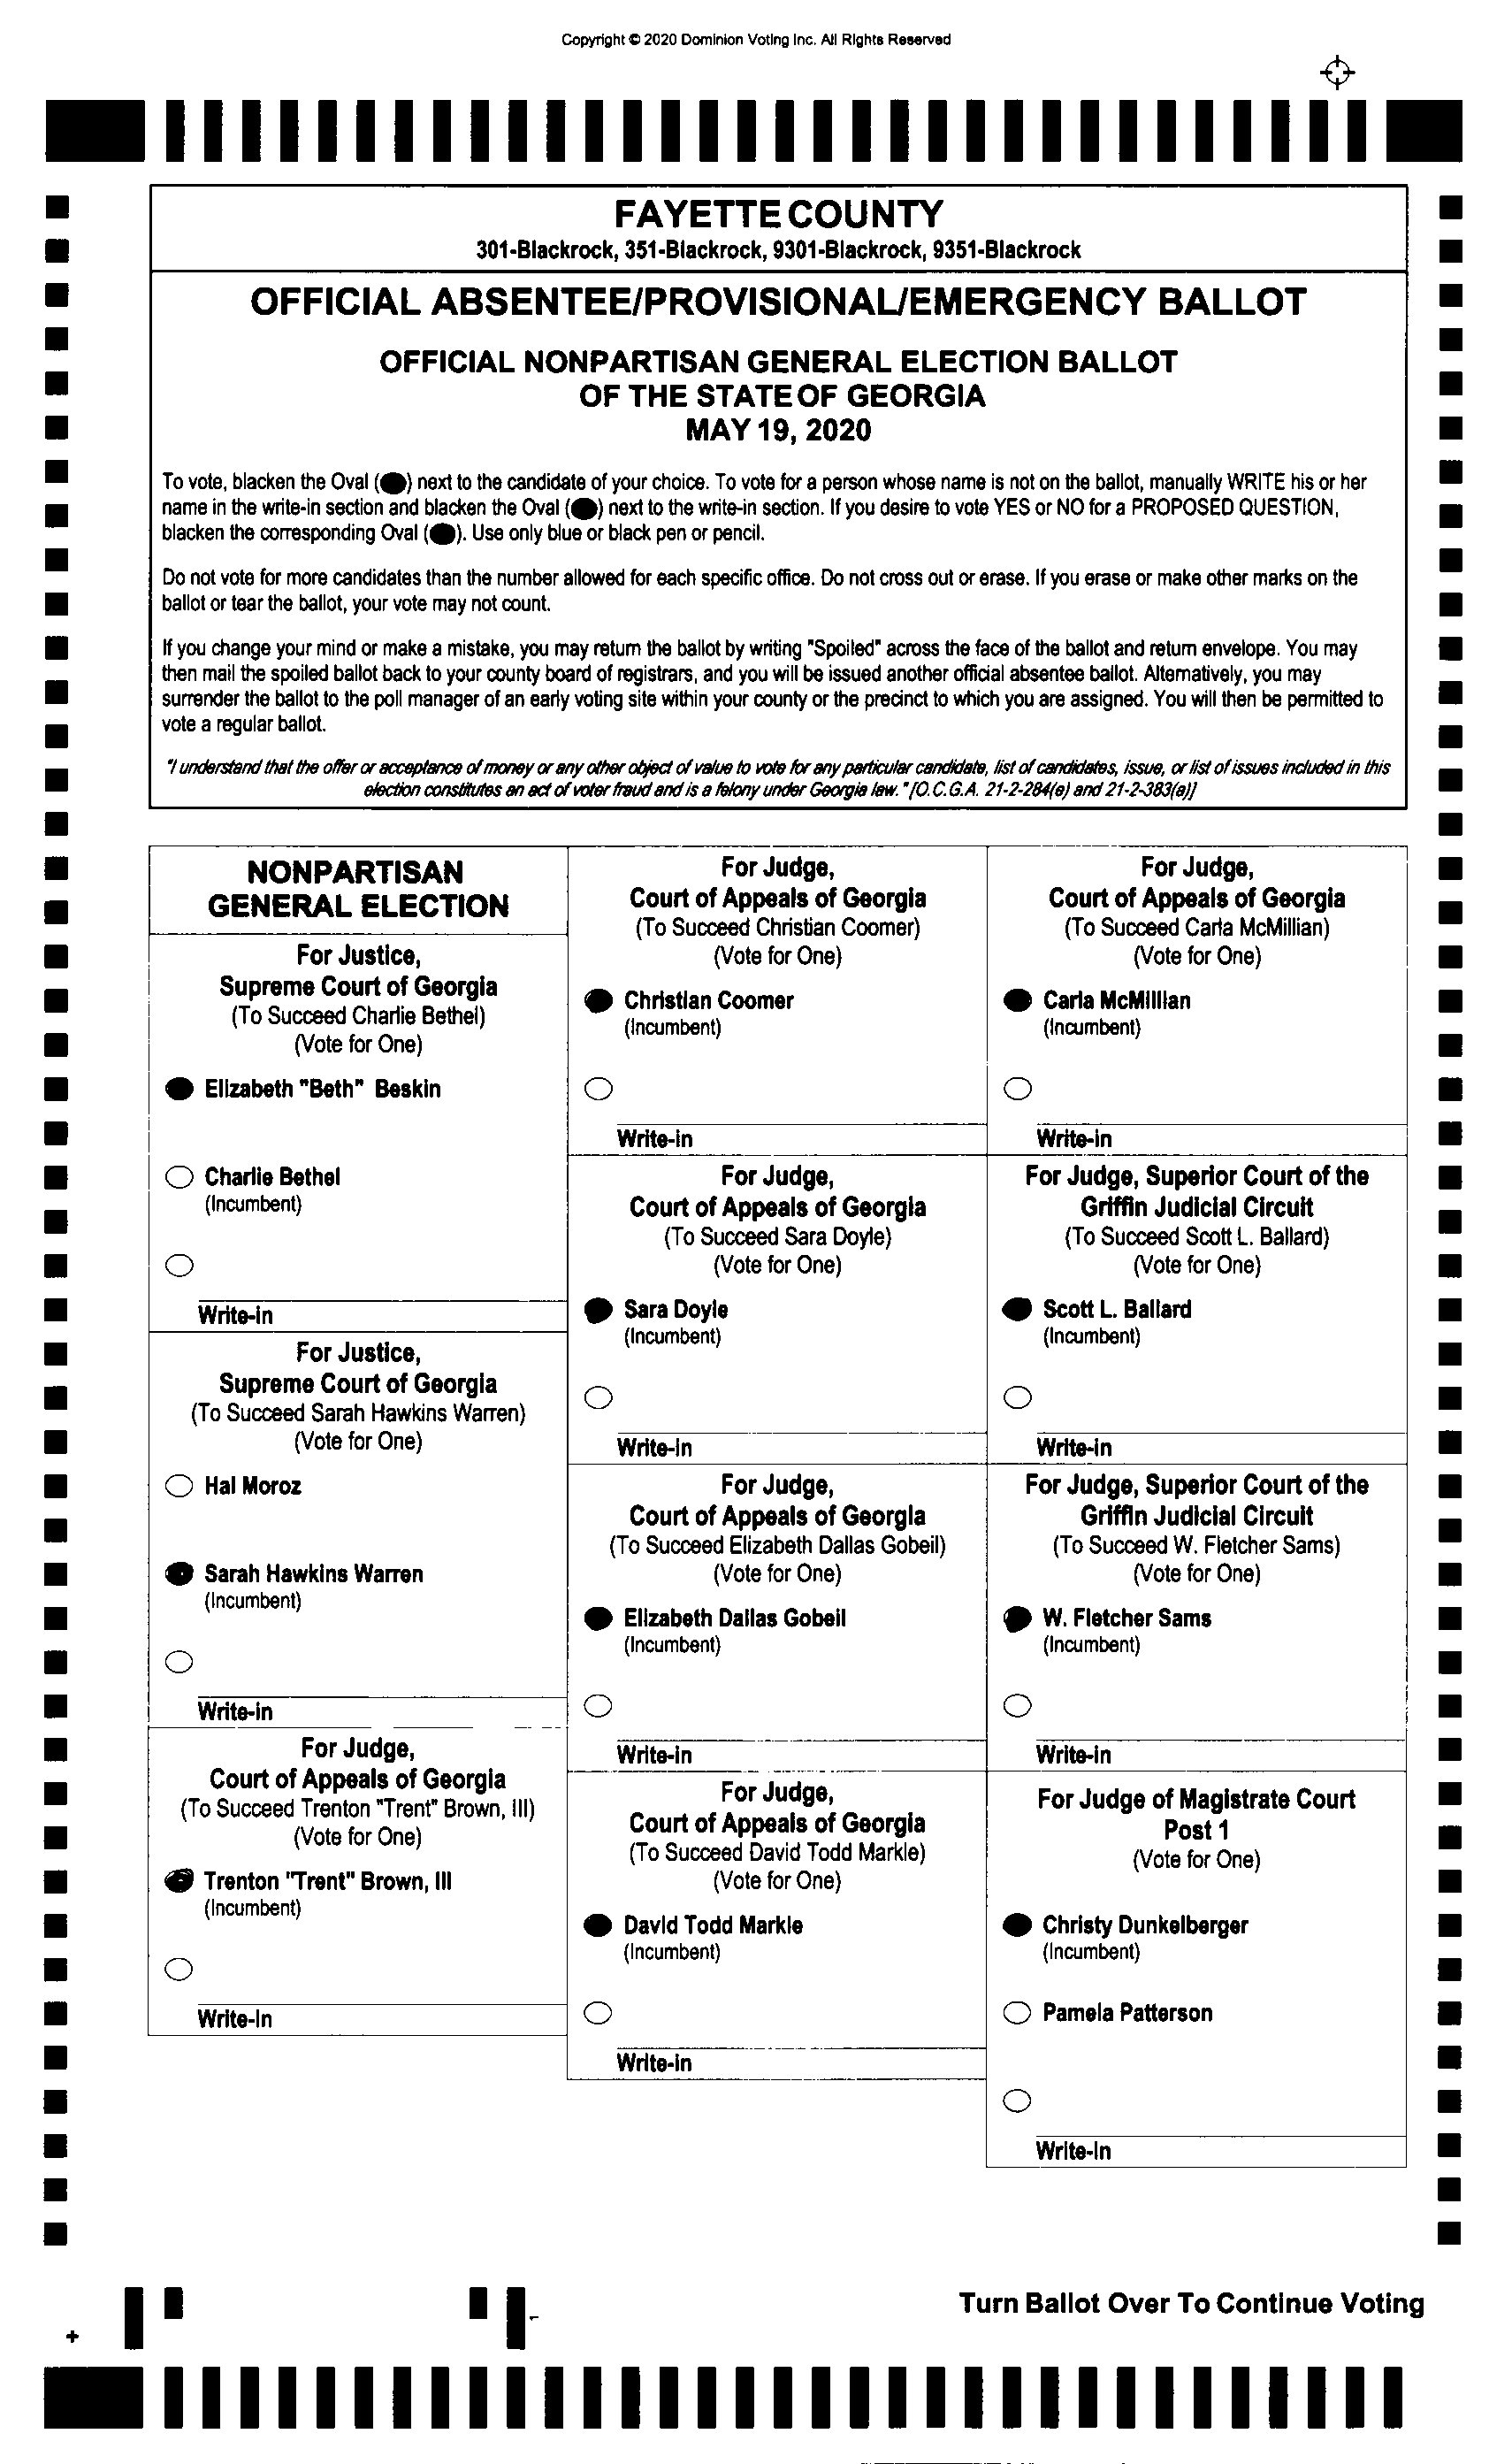 Copyright © 2020 Dominion Voting Inc. All Rights Reserved
FAYETTE COUNTY
301-Blackrock, 351-Blackrock, 9301-Blackrock, 9351-Blackrock
OFFICIAL ABSENTEE/PROVISIONAL/EMERGENCY BALLOT
OFFICIAL NONPARTISAN GENERAL ELECTION BALLOT
OF THE STATE OF GEORGIA
MAY 19, 2020
To vote, blacken the Oval ( ) next to the candidate of your choice. To vote for a person whose name is not on the ballot, manually WRITE his or her
name in the write-in section and blacken the Oval ( ) next to the write-in section. If you desire to vote YES or NO for a PROPOSED QUESTION,
blacken the corresponding Oval ( ). Use only blue or black pen or pencil.
Do not vote for more candidates than the number allowed for each specific office. Do not cross out or erase. If you erase or make other marks on the
ballot or tear the ballot, your vote may not count.
If you change your mind or make a mistake, you may return the ballot by writing "Spoiled" across the face of the ballot and return envelope. You may
then mail the spoiled ballot back to your county board of registrars, and you will be issued another official absentee ballot. Alternatively, you may
surrender the ballot to the poll manager of an early voting site within your county or the precinct to which you are assigned. You will then be permitted to
vote a regular ballot.
"I understand that the offer or acceptance of money or any other object of value to vote for any particular candidate, list of candidates, issue, or list of issues included in this
election constitutes an act of voter fraud and is a felony under Georgia law." [O.C.G.A. 21-2-284(e) and 21-2-383(a)]
NONPARTISAN
GENERAL ELECTION
For Justice,
Supreme Court of Georgia
(To Succeed Charlie Bethel)
(Vote for One)
Elizabeth "Beth" Beskin
Charlie Bethel
(Incumbent)
Write-in
For Justice,
Supreme Court of Georgia
(To Succeed Sarah Hawkins Warren)
(Vote for One)
Hal Moroz
Sarah Hawkins Warren
(Incumbent)
Write-in
For Judge,
Court of Appeals of Georgia
(To Succeed Trenton "Trent" Brown, III)
(Vote for One)
Trenton "Trent" Brown, III
(Incumbent)
Write-in
For Judge,
Court of Appeals of Georgia
(To Succeed Christian Coomer)
(Vote for One)
Christian Coomer
(Incumbent)
Write-in
For Judge,
Court of Appeals of Georgia
(To Succeed Sara Doyle)
(Vote for One)
Sara Doyle
(Incumbent)
Write-in
For Judge,
Court of Appeals of Georgia
(To Succeed Elizabeth Dallas Gobeil)
(Vote for One)
Elizabeth Dallas Gobeil
(Incumbent)
Write-in
For Judge,
Court of Appeals of Georgia
(To Succeed David Todd Markle)
(Vote for One)
David Todd Markle
(Incumbent)
Write-in
For Judge,
Court of Appeals of Georgia
(To Succeed Carla McMillian)
(Vote for One)
Carla McMillian
(Incumbent)
Write-in
For Judge, Superior Court of the
Griffin Judicial Circuit
(To Succeed Scott L. Ballard)
(Vote for One)
Scott L. Ballard
(Incumbent)
Write-in
For Judge, Superior Court of the
Griffin Judicial Circuit
(To Succeed W. Fletcher Sams)
(Vote for One)
W. Fletcher Sams
(Incumbent)
Write-in
For Judge of Magistrate Court
Post 1
(Vote for One)
Christy Dunkelberger
(Incumbent)
Pamela Patterson
Write-in
Turn Ballot Over To Continue Voting